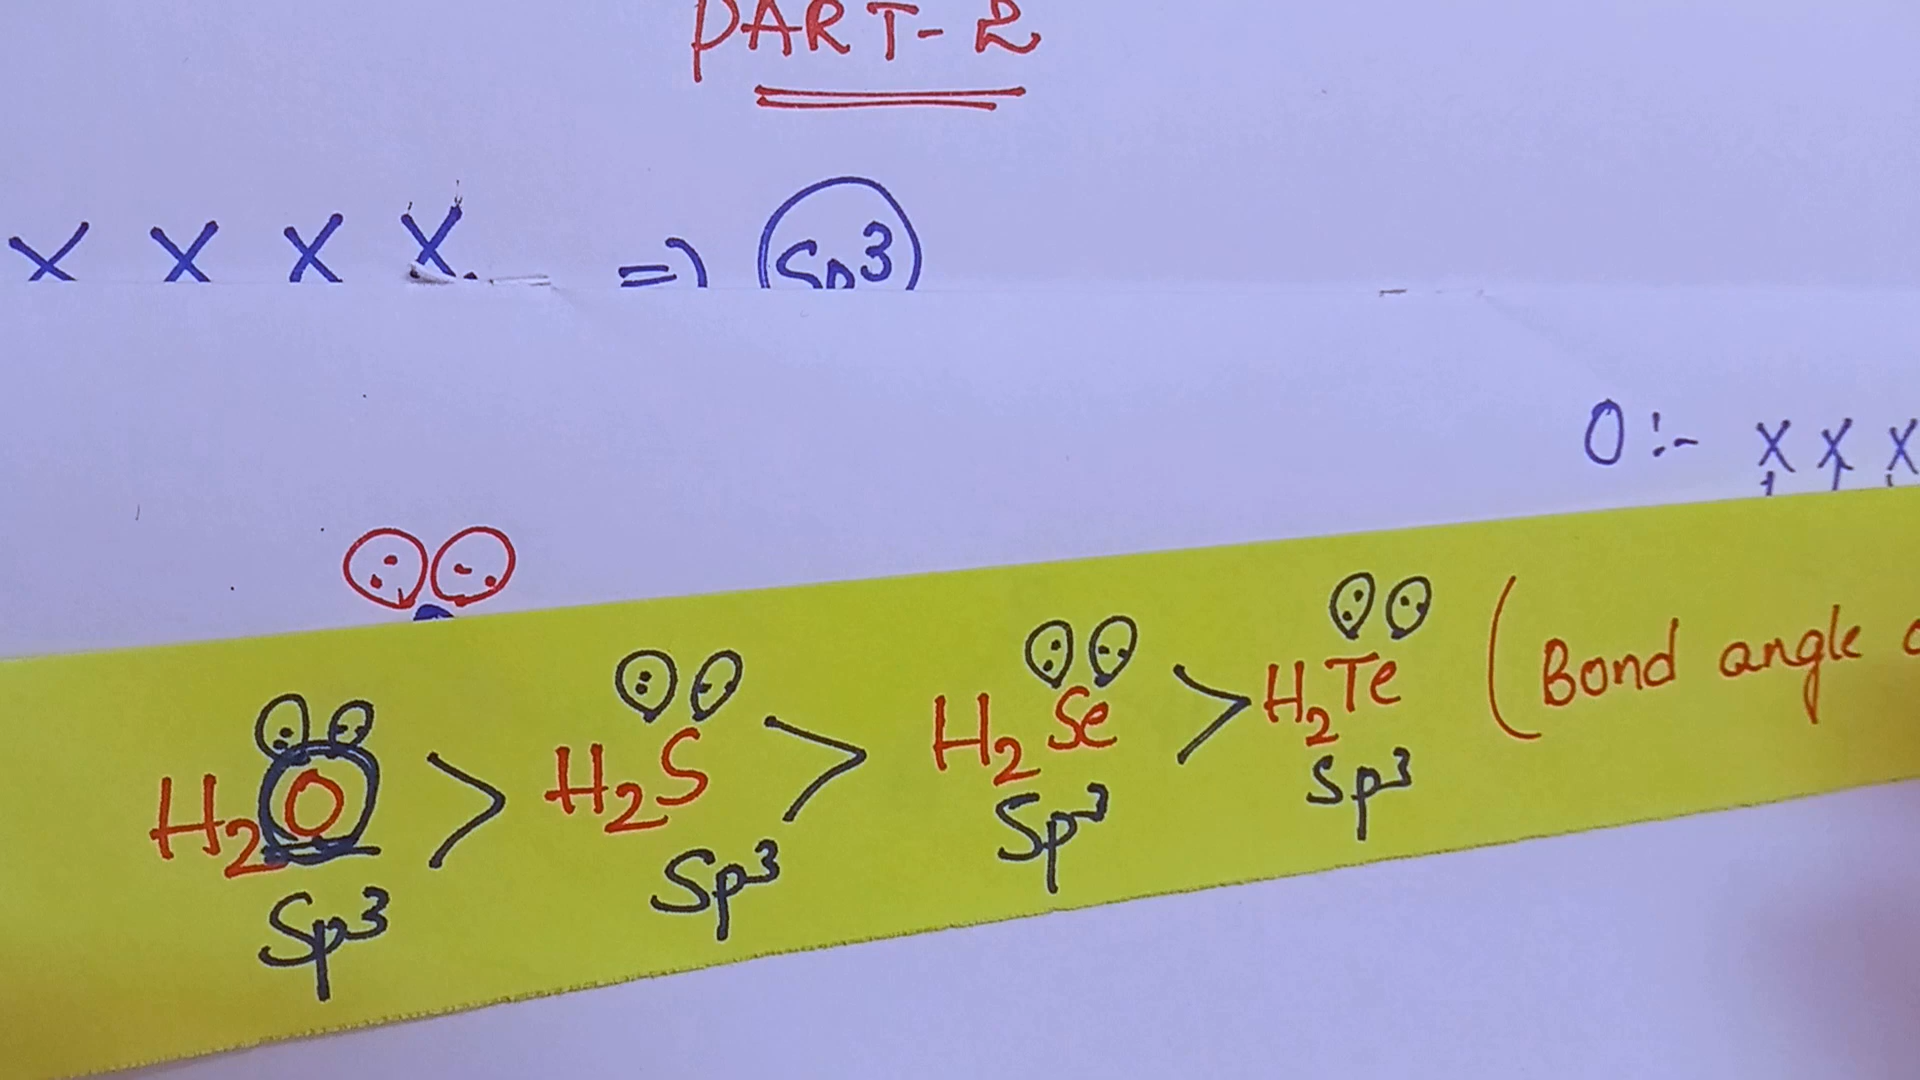 PART-2
X X X X. => Sp3
O :- X X X
H2O > H2S > H2Se > H2Te (Bond angle
Sp3 Sp3 Sp3 Sp3